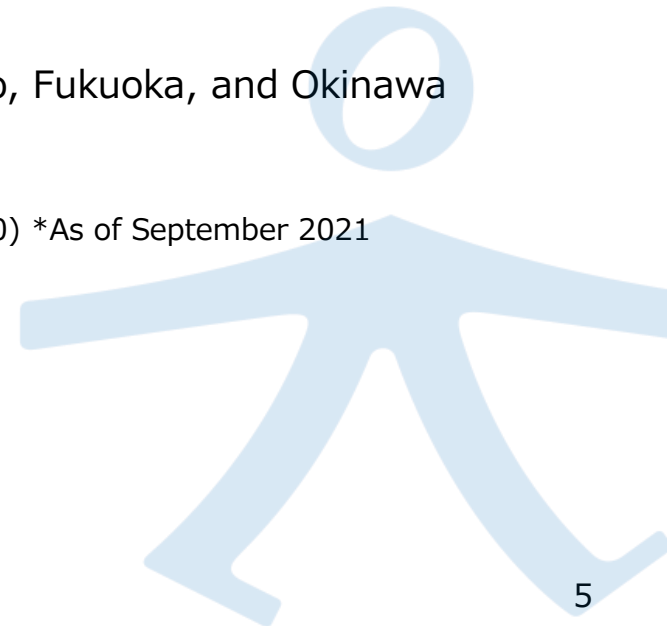 , Fukuoka, and Okinawa
) *As of September 2021
5